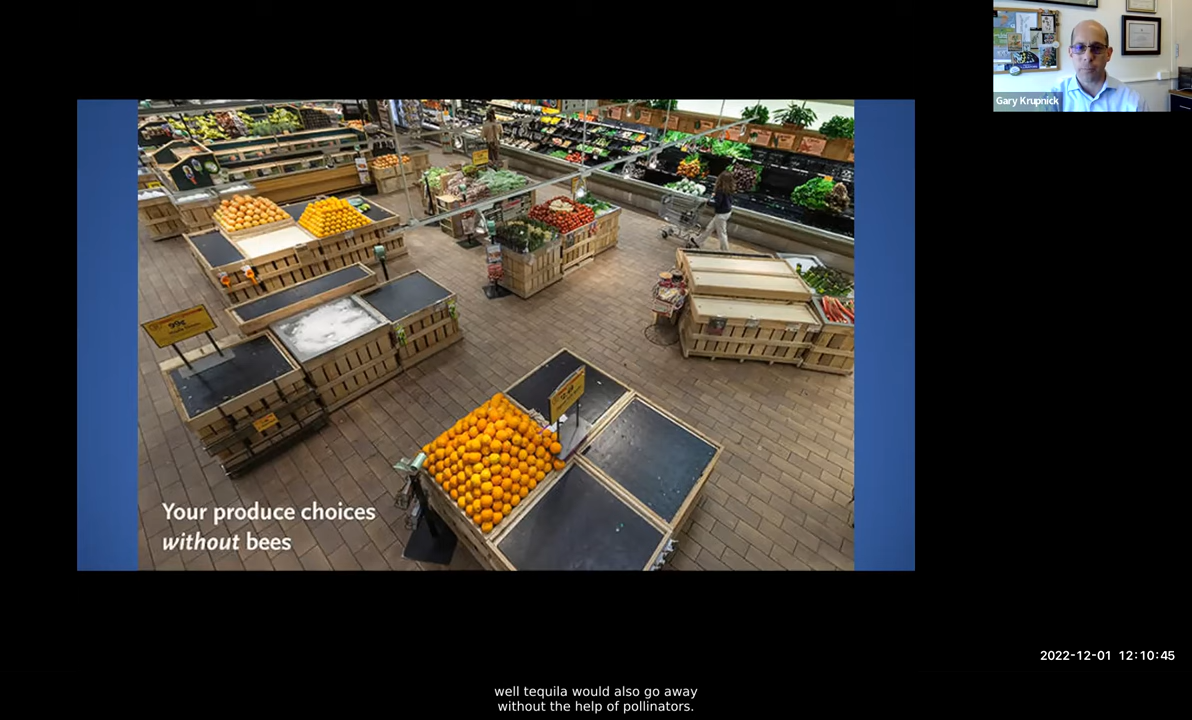 Gary Krupnick
99¢
Your produce choices
without bees
2022-12-01 12:10:45
well tequila would also go away
without the help of pollinators.